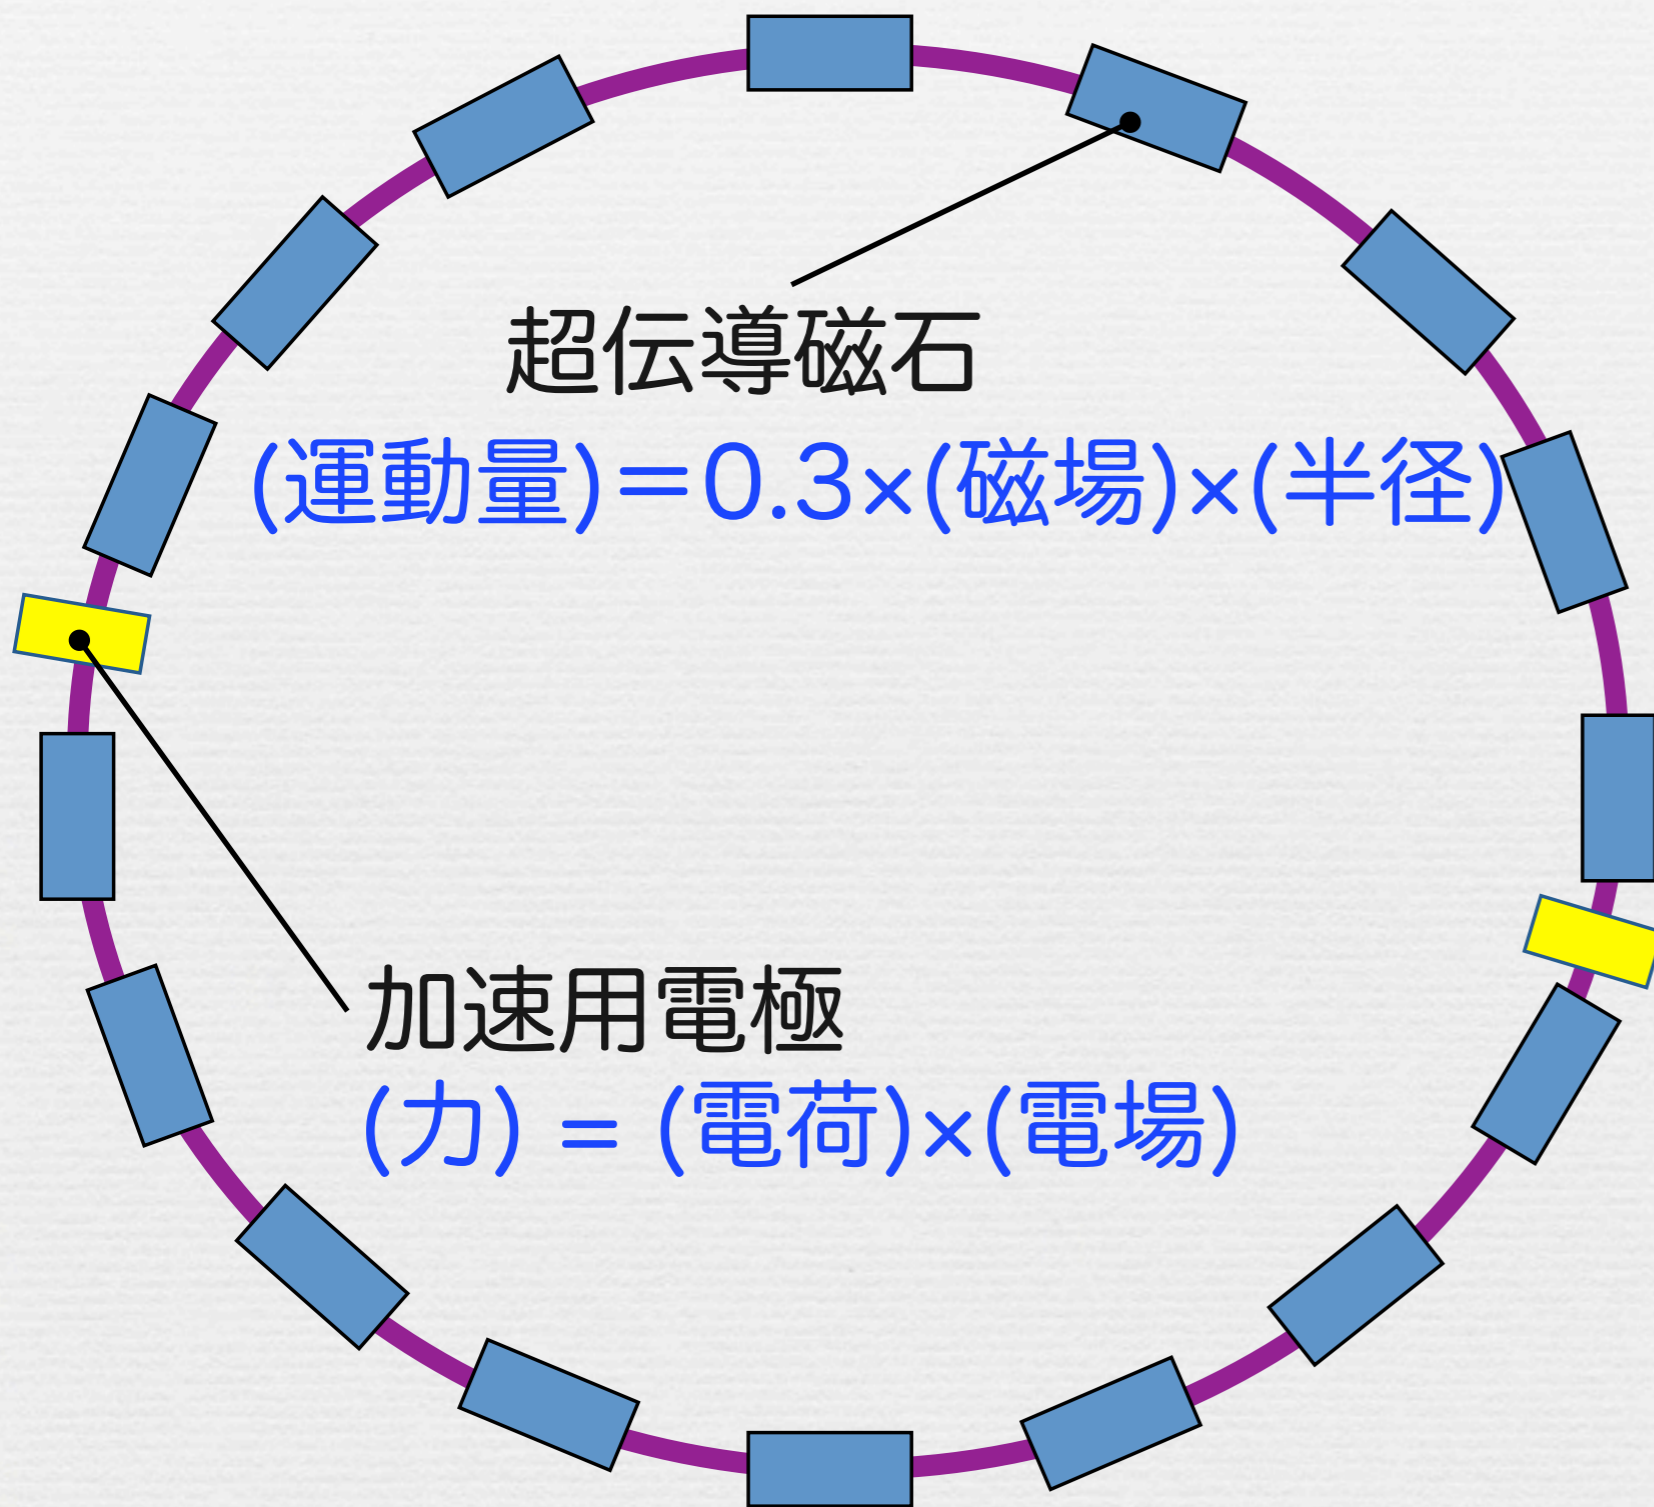 超伝導磁石
(運動量)＝0.3×(磁場)×(半径)
加速用電極
(力) = (電荷)×(電場)